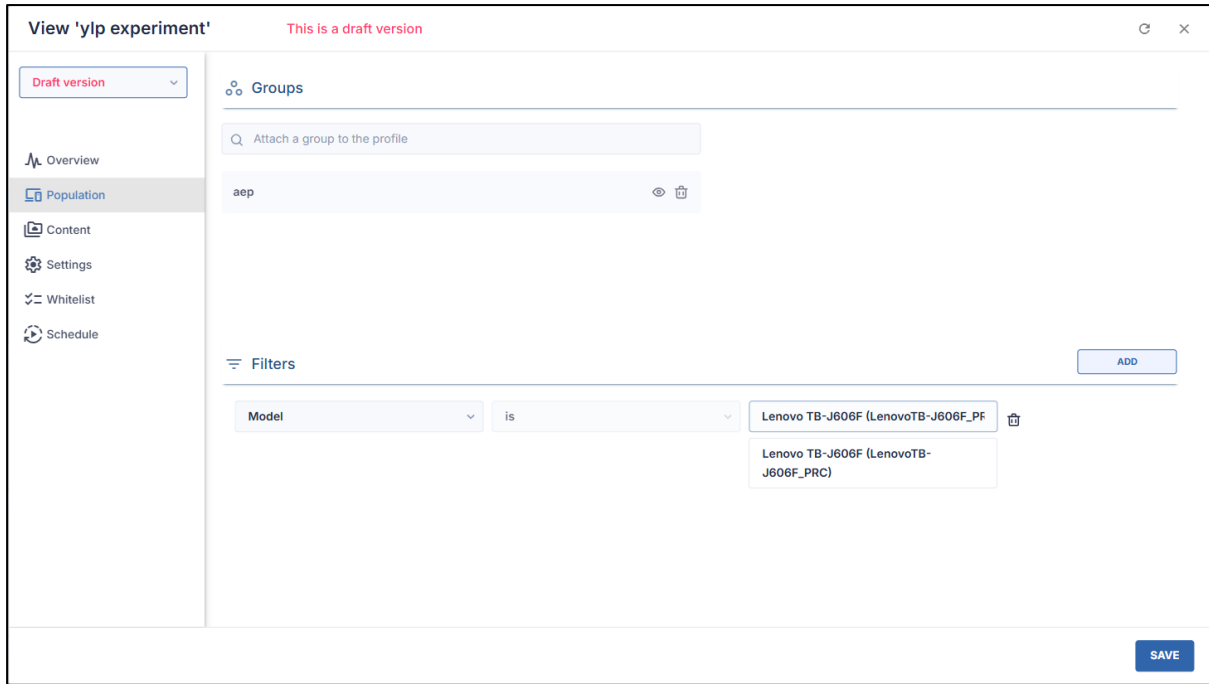 View 'ylp experiment'
This is a draft version
Draft version
Overview
Population
Content
Settings
Whitelist
Schedule
Groups
Attach a group to the profile
aep
Filters
ADD
Model
is
Lenovo TB-J606F (LenovoTB-J606F_PR
Lenovo TB-J606F (LenovoTB-
J606F_PRC)
SAVE